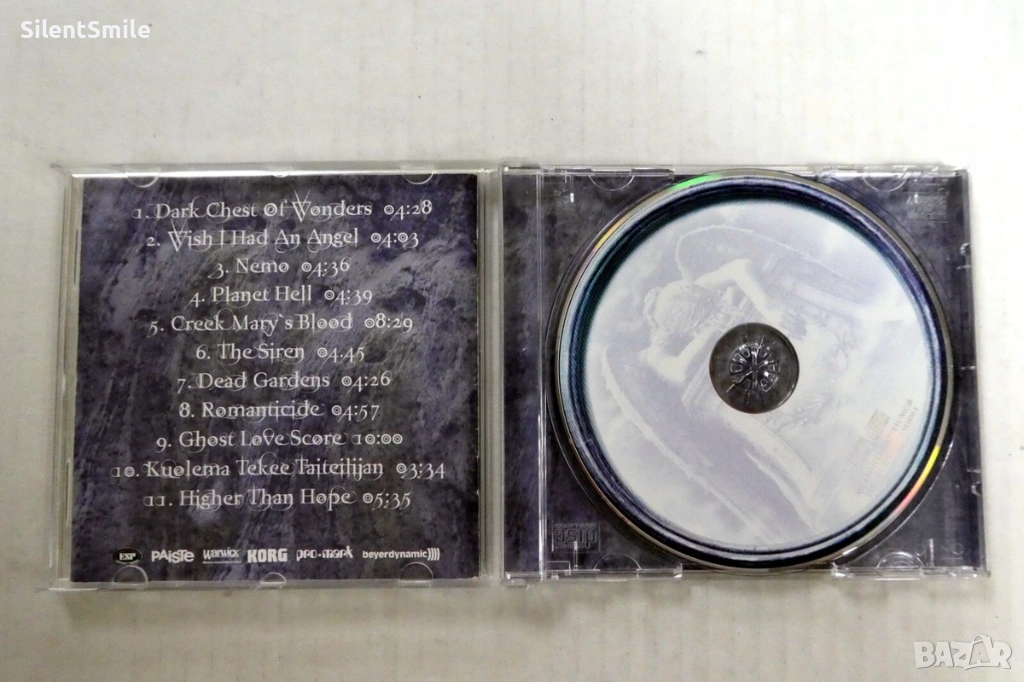 SilentSmile
1. Dark Chest Of Wonders 04:28
2. Wish I Had An Angel 04:03
3. Nemo 04:36
4. Planet Hell 04:39
5. Creek Mary`s Blood 08:29
6. The Siren 04.45
7. Dead Gardens 04:26
8. Romanticide 04:57
9. Ghost Love Score 10:00
10. Kuolema Tekee Taiteilijan 03:34
11. Higher Than Hope 05:35
ESP PAiSTe Warwick KORG PRO-MARK beyerdynamic))))
BAZAR